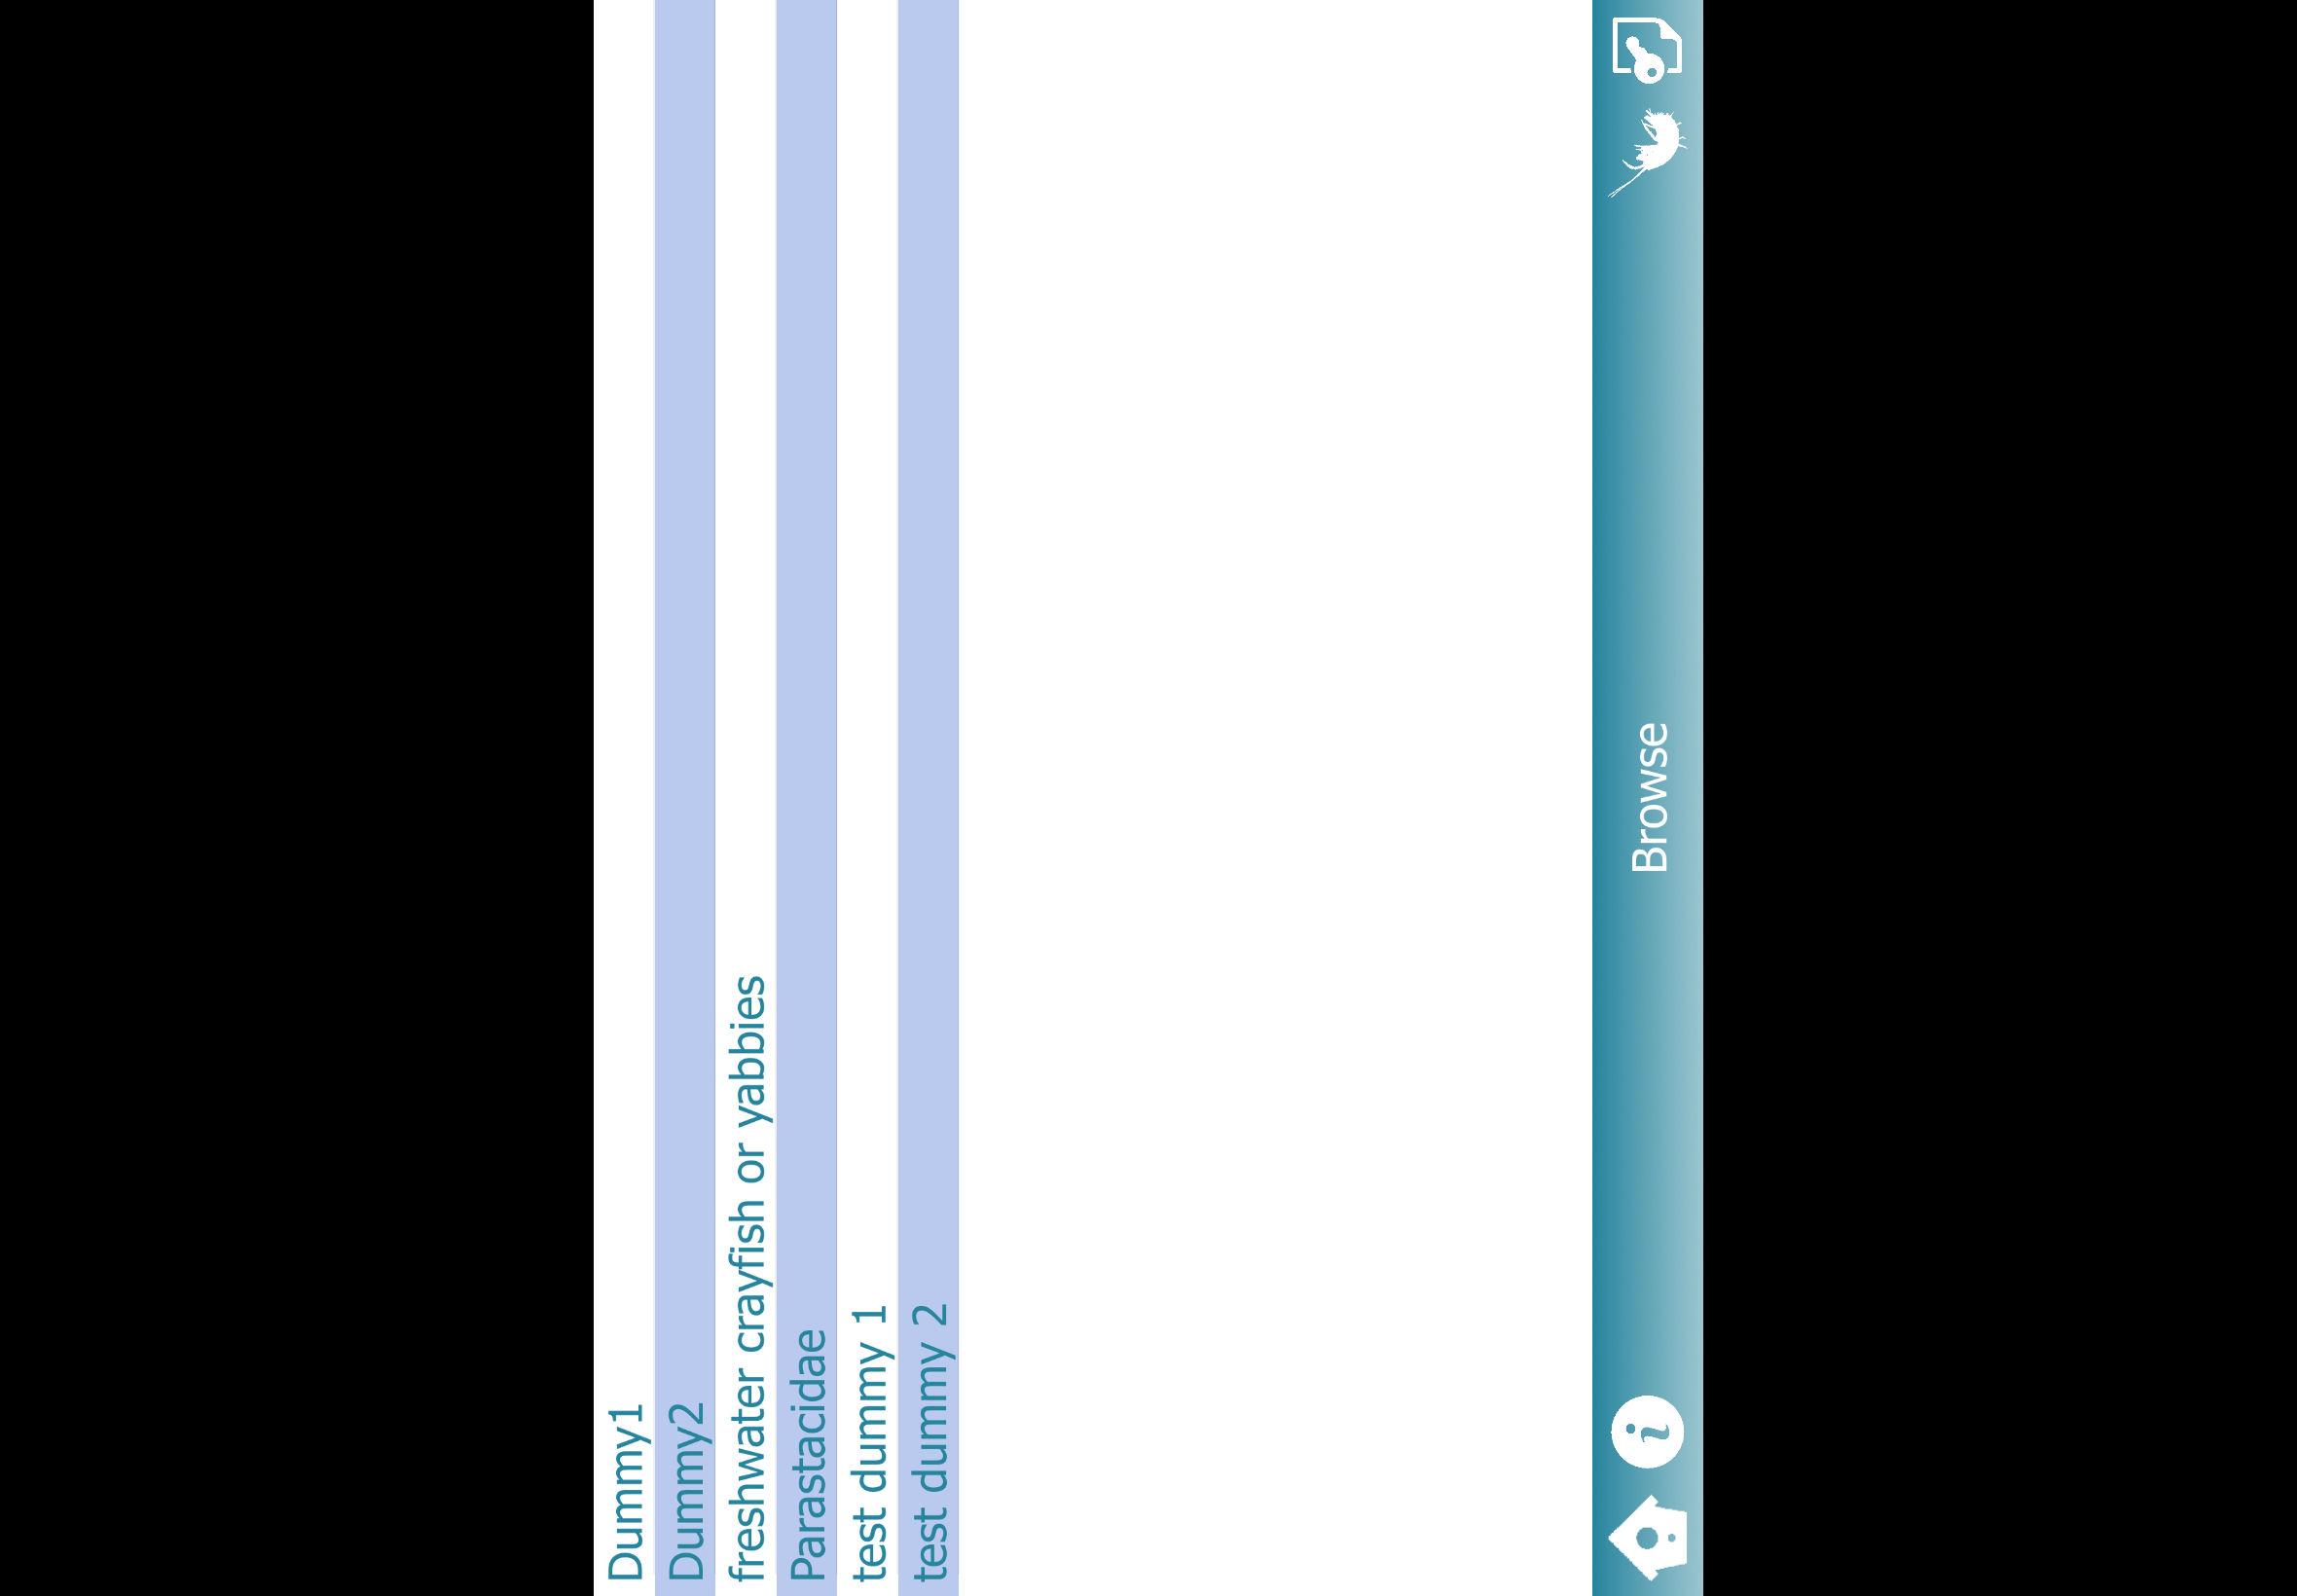 Dummy1
Dummy2
freshwater crayfish or yabbies
Parastacidae
test dummy 1
test dummy 2
Browse